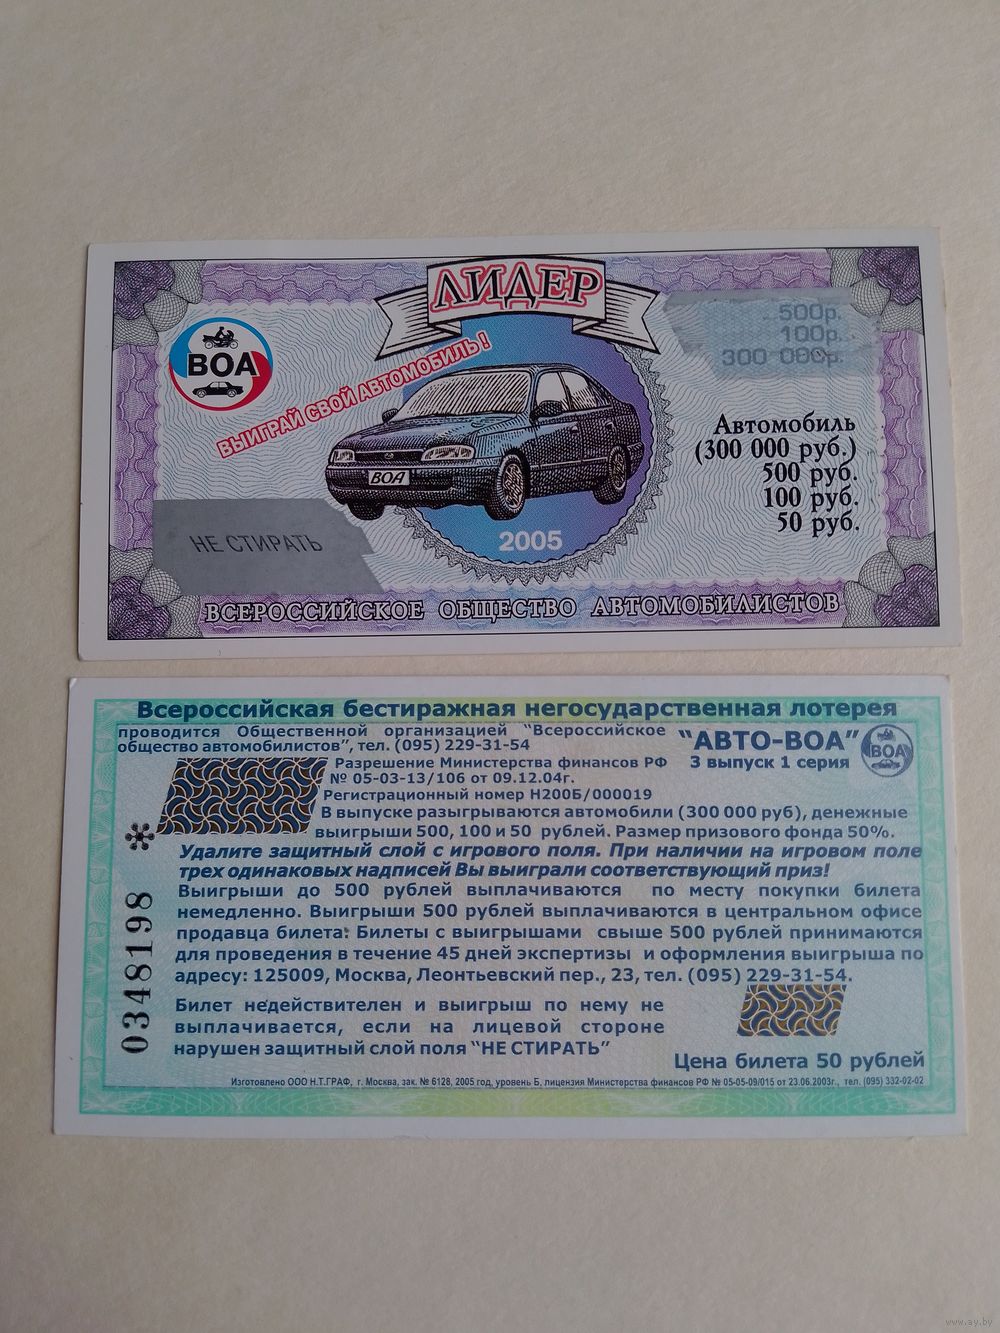 ЛИДЕР
ВОА
ВЫИГРАЙ СВОЙ АВТОМОБИЛЬ!
500р.
100р.
300 000р.
Автомобиль
(300 000 руб.)
500 руб.
100 руб.
50 руб.
ВОА
2005
НЕ СТИРАТЬ
ВСЕРОССИЙСКОЕ ОБЩЕСТВО АВТОМОБИЛИСТОВ
Всероссийская бестиражная негосударственная лотерея
проводится Общественной организацией "Всероссийское
общество автомобилистов", тел. (095) 229-31-54
"АВТО-ВОА"
3 выпуск 1 серия
ВОА
Разрешение Министерства финансов РФ
№ 05-03-13/106 от 09.12.04г.
Регистрационный номер Н200Б/000019
В выпуске разыгрываются автомобили (300 000 руб), денежные
выигрыши 500, 100 и 50 рублей. Размер призового фонда 50%.
Удалите защитный слой с игрового поля. При наличии на игровом поле
трех одинаковых надписей Вы выиграли соответствующий приз!
Выигрыши до 500 рублей выплачиваются по месту покупки билета
немедленно. Выигрыши 500 рублей выплачиваются в центральном офисе
продавца билета. Билеты с выигрышами свыше 500 рублей принимаются
для проведения в течение 45 дней экспертизы и оформления выигрыша по
адресу: 125009, Москва, Леонтьевский пер., 23, тел. (095) 229-31-54.
Билет недействителен и выигрыш по нему не
выплачивается, если на лицевой стороне
нарушен защитный слой поля "НЕ СТИРАТЬ"
Цена билета 50 рублей
Изготовлено ООО Н.Т.ГРАФ, г. Москва, зак. № 6128, 2005 год, уровень Б, лицензия Министерства финансов РФ № 05-05-09/015 от 23.06.2003г., тел. (095) 332-02-02
0348198
www.ay.by